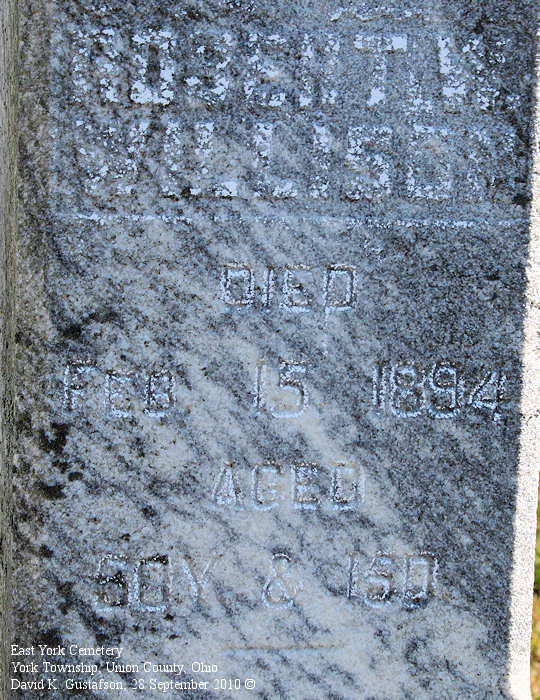 ROBERT
WILLISON
DIED
FEB 15 1894
AGED
50Y & 15D
East York Cemetery
York Township, Union County, Ohio
David K. Gustafson, 28 September 2010 ©